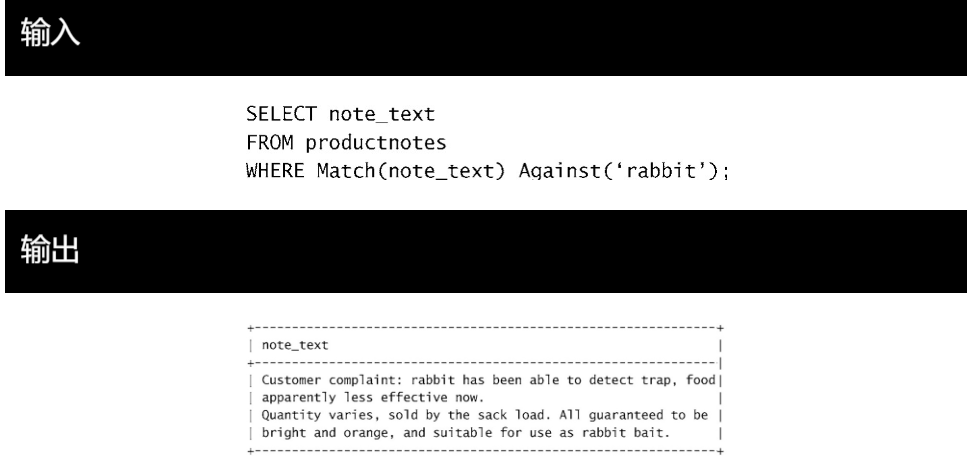 输入
SELECT note_text
FROM productnotes
WHERE Match(note_text) Against(‘rabbit’);
输出
+--------------------------------------------------------------+
| note_text |
+--------------------------------------------------------------|
| Customer complaint: rabbit has been able to detect trap, food|
| apparently less effective now. |
| Quantity varies, sold by the sack load. All guaranteed to be |
| bright and orange, and suitable for use as rabbit bait. |
+--------------------------------------------------------------+